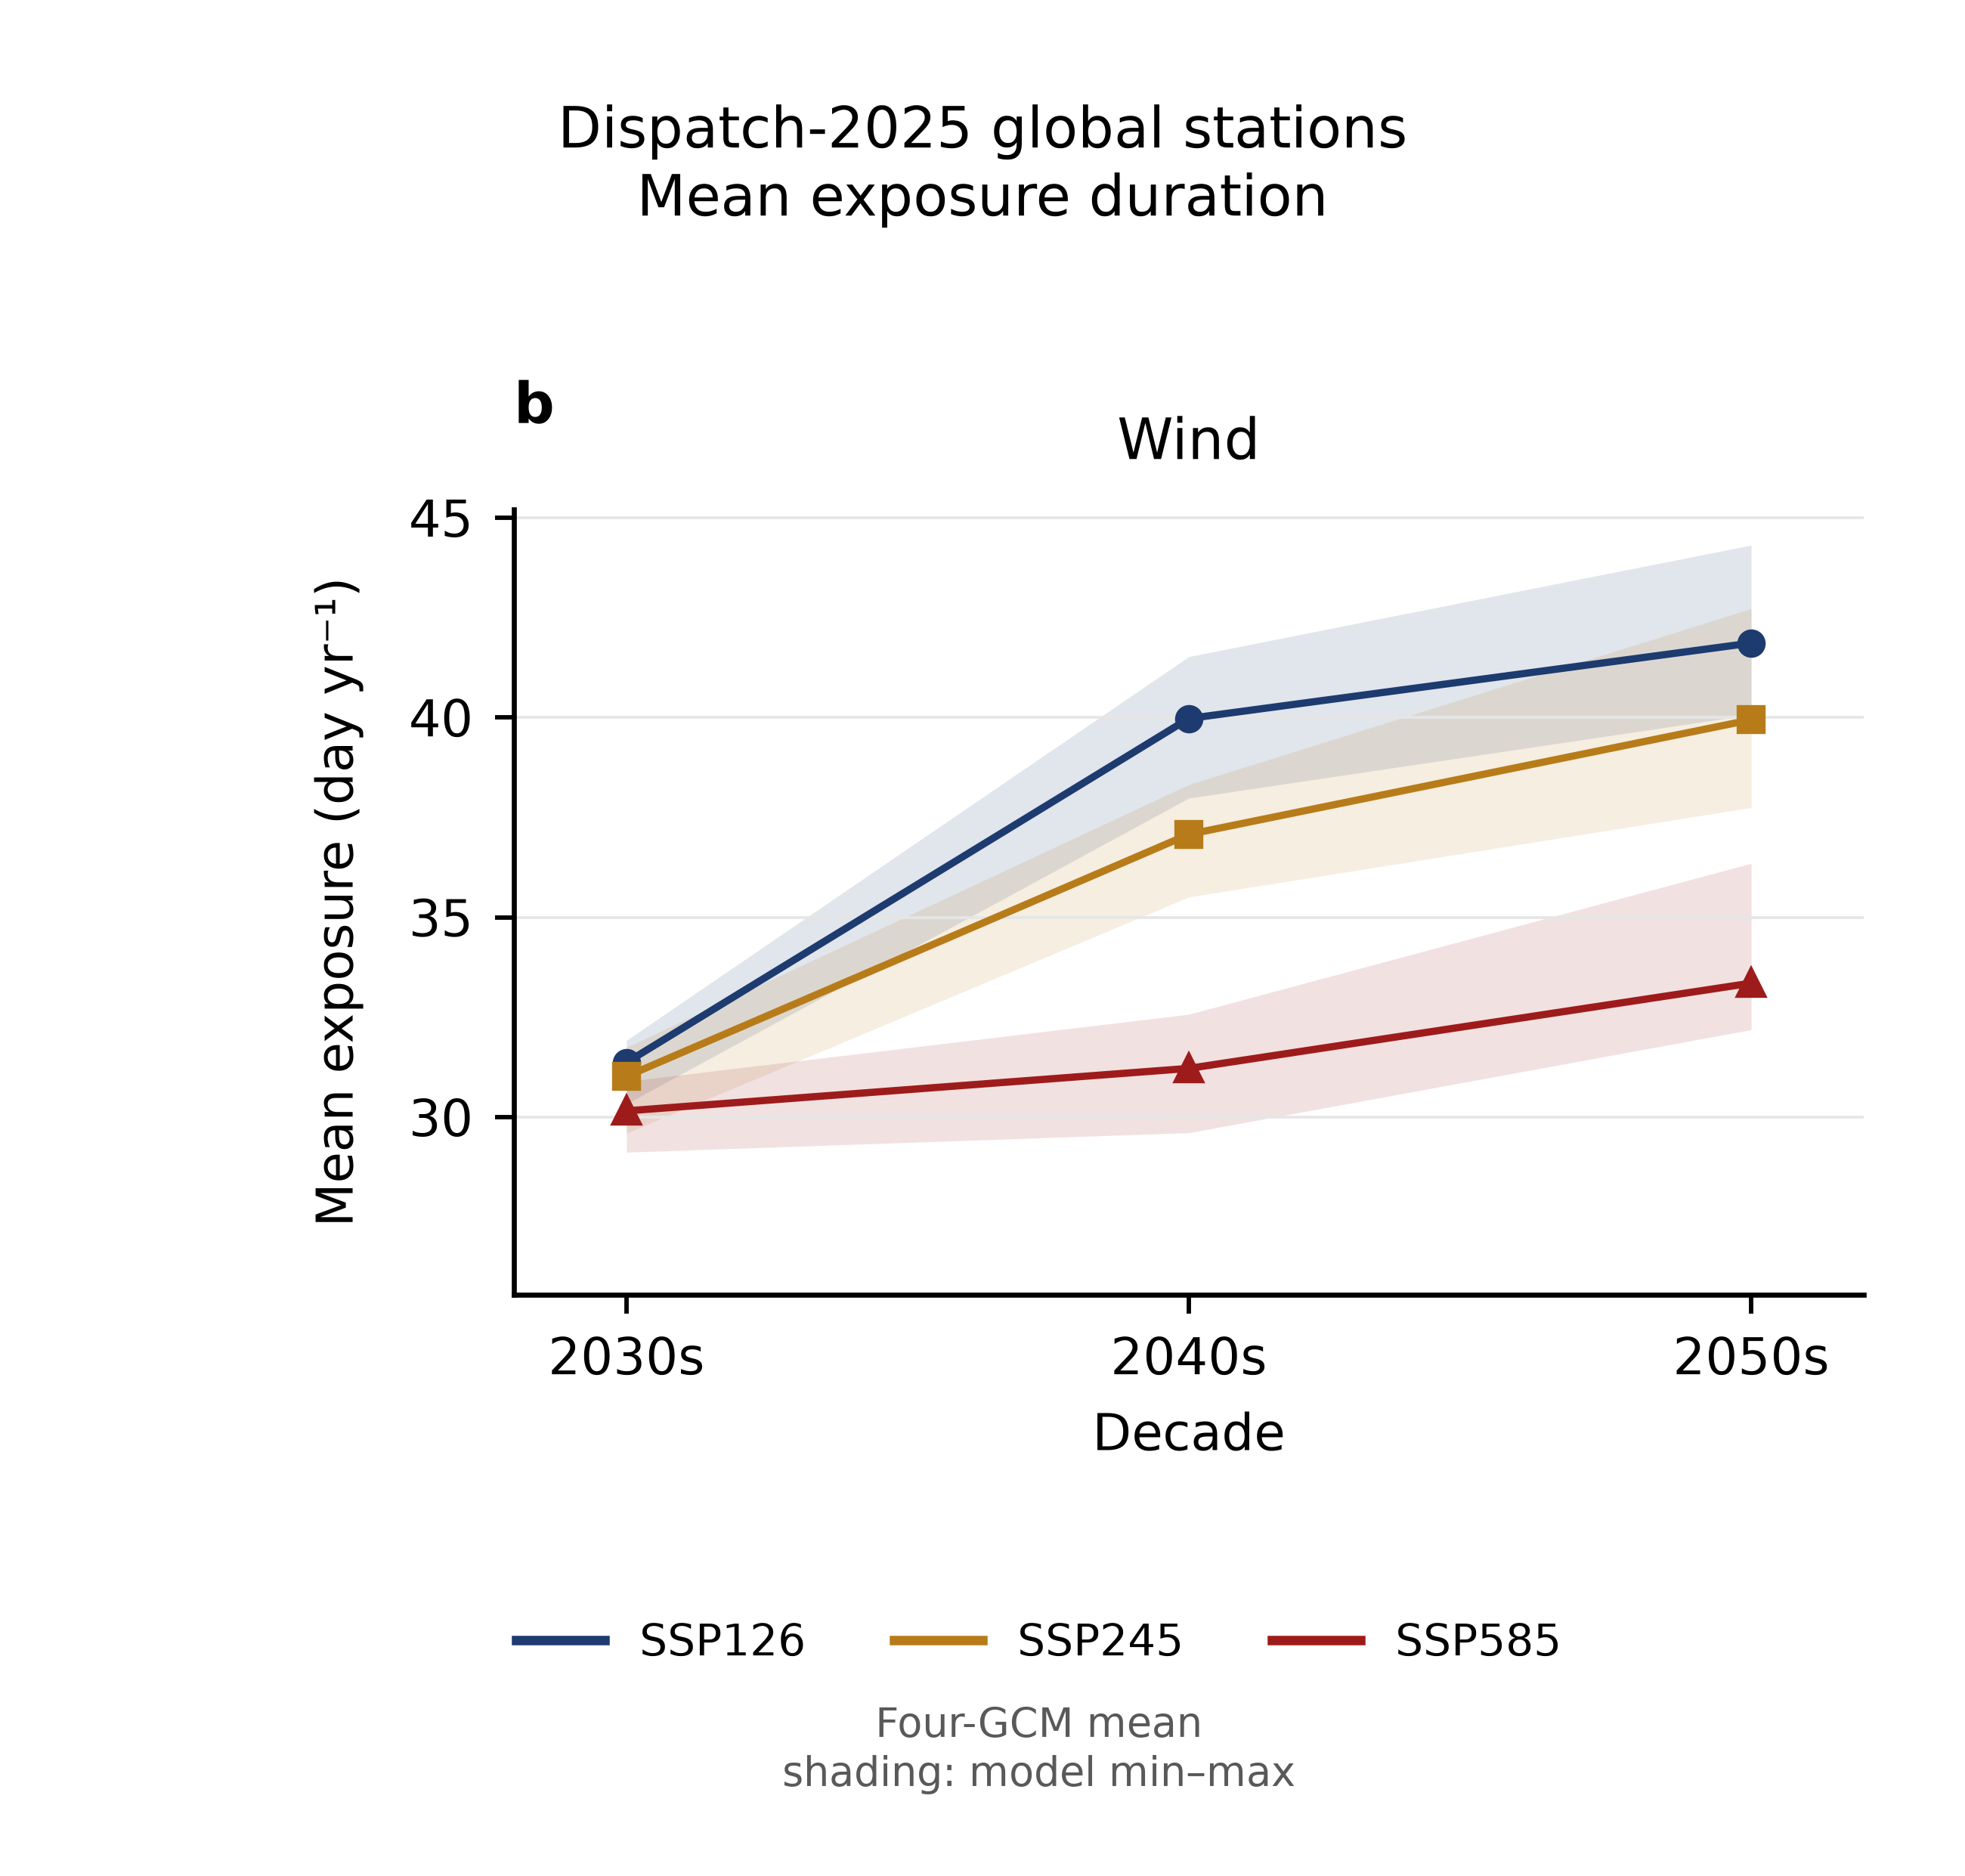 Dispatch-2025 global stations
Mean exposure duration
b
Wind
Mean exposure (day yr⁻¹)
45
40
35
30
2030s
2040s
2050s
Decade
SSP126
SSP245
SSP585
Four-GCM mean
shading: model min–max